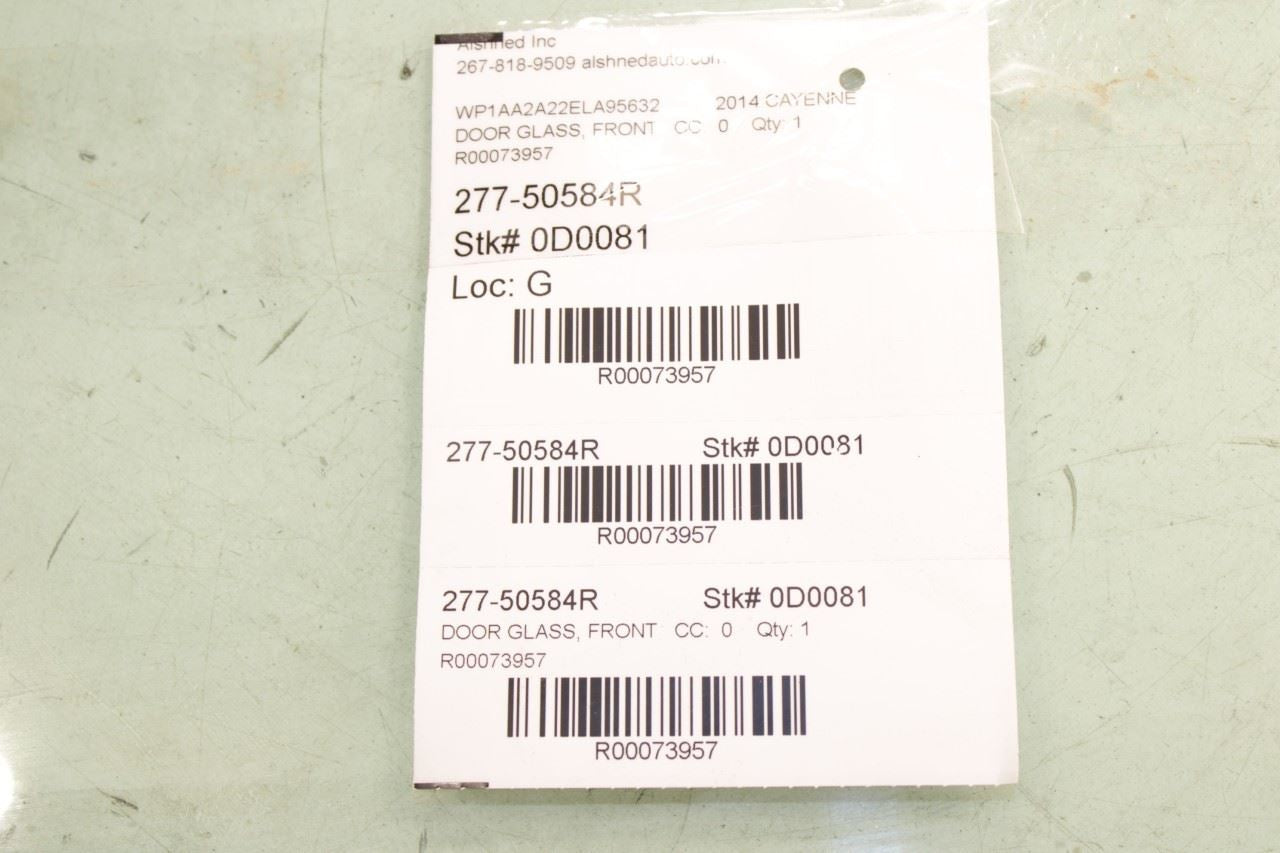 Alshned Inc
267-818-9509 alshnedauto.com
WP1AA2A22ELA95632 2014 CAYENNE
DOOR GLASS, FRONT CC: 0 Qty: 1
R00073957
277-50584R
Stk# 0D0081
Loc: G
R00073957
277-50584R Stk# 0D0081
R00073957
277-50584R Stk# 0D0081
DOOR GLASS, FRONT CC: 0 Qty: 1
R00073957
R00073957